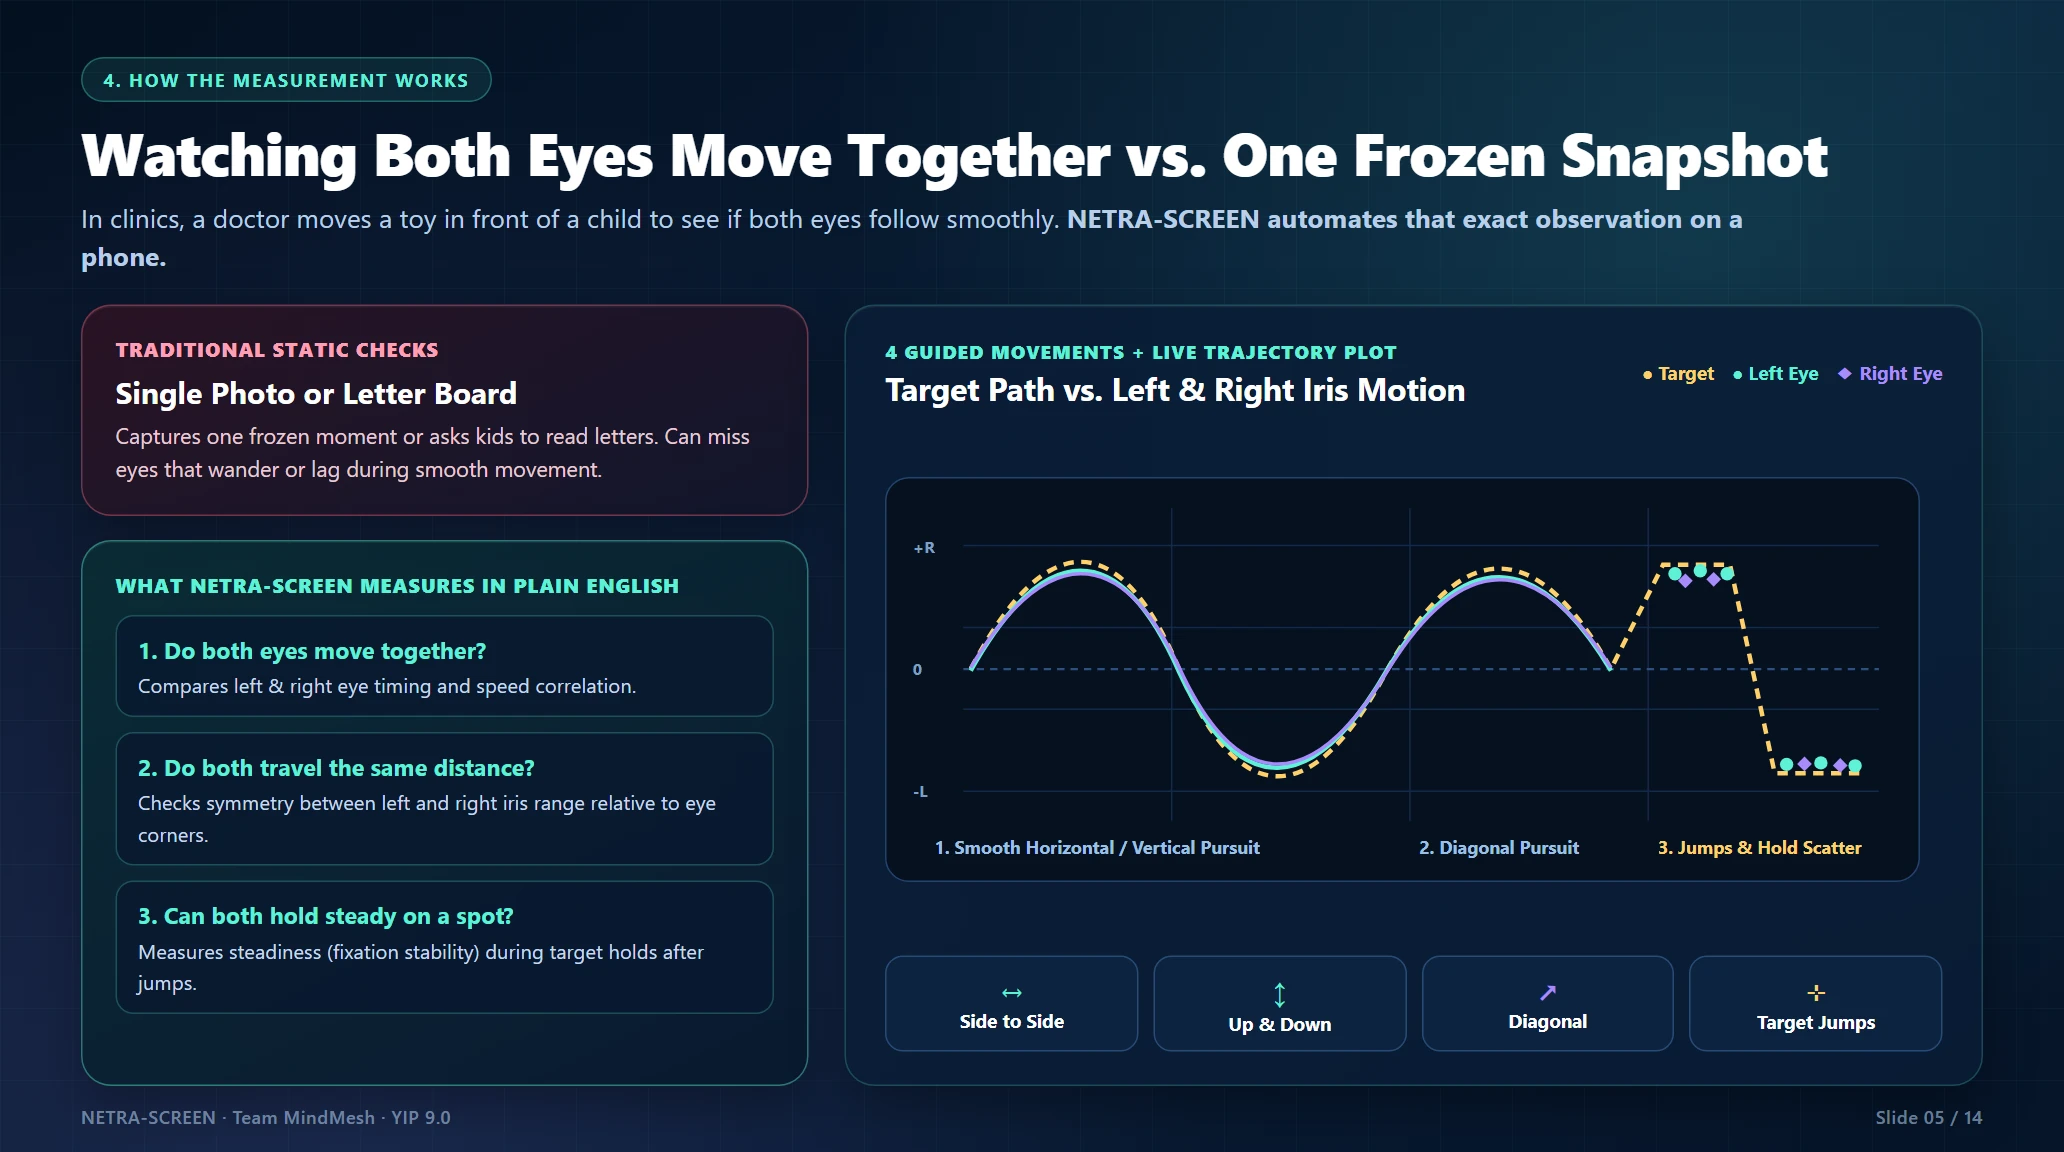 4. HOW THE MEASUREMENT WORKS
Watching Both Eyes Move Together vs. One Frozen Snapshot
In clinics, a doctor moves a toy in front of a child to see if both eyes follow smoothly. NETRA-SCREEN automates that exact observation on a
phone.
TRADITIONAL STATIC CHECKS
Single Photo or Letter Board
Captures one frozen moment or asks kids to read letters. Can miss
eyes that wander or lag during smooth movement.
WHAT NETRA-SCREEN MEASURES IN PLAIN ENGLISH
1. Do both eyes move together?
Compares left & right eye timing and speed correlation.
2. Do both travel the same distance?
Checks symmetry between left and right iris range relative to eye
corners.
3. Can both hold steady on a spot?
Measures steadiness (fixation stability) during target holds after
jumps.
4 GUIDED MOVEMENTS + LIVE TRAJECTORY PLOT
Target Path vs. Left & Right Iris Motion
Target Left Eye Right Eye
+R
0
-L
1. Smooth Horizontal / Vertical Pursuit
2. Diagonal Pursuit
3. Jumps & Hold Scatter
Side to Side
Up & Down
Diagonal
Target Jumps
NETRA-SCREEN · Team MindMesh · YIP 9.0
Slide 05 / 14